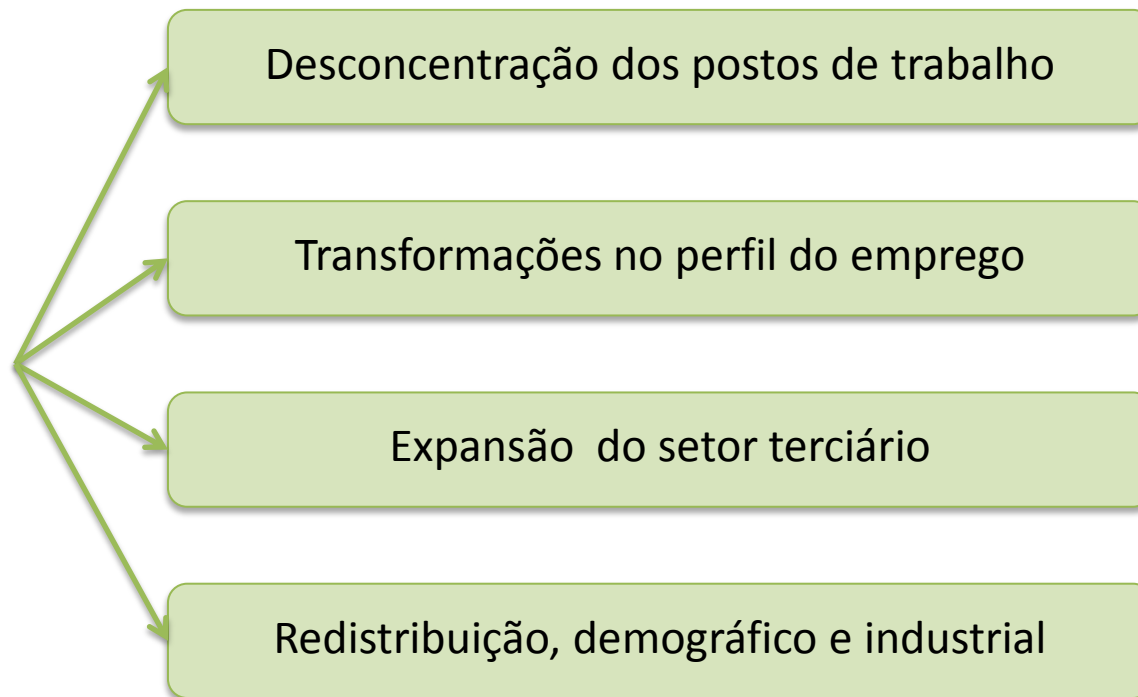 Desconcentração dos postos de trabalho
Transformações no perfil do emprego
Expansão  do setor terciário
Redistribuição, demográfico e industrial